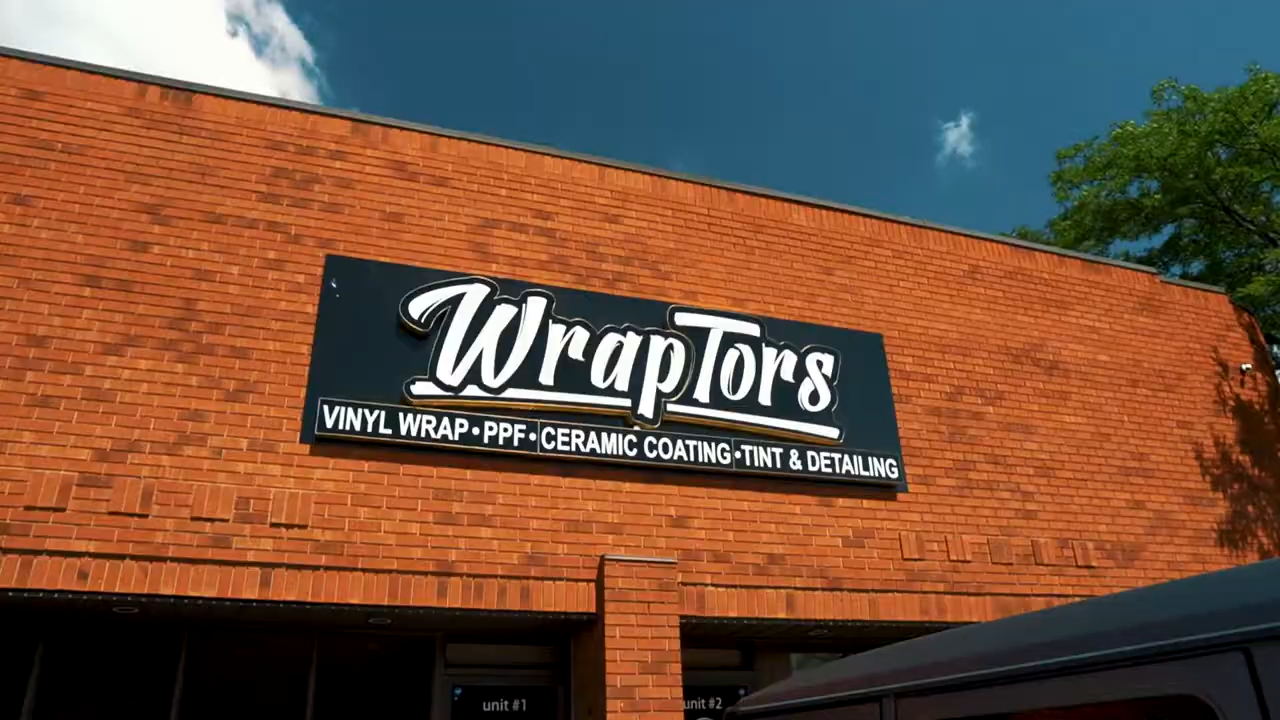 WrapTors
VINYL WRAP•PPF•CERAMIC COATING•TINT & DETAILING
unit #1
unit #2